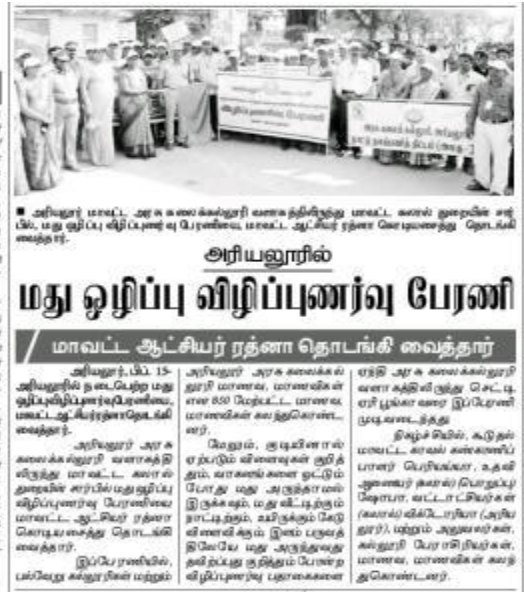 விழிப்புணர்வு பேரணி
■ அரியலூர் மாவட்ட அரசு கலைக்கல்லூரி வளாகத்திலிருந்து மாவட்ட கலால் துறையின் சார்
பில், மது ஒழிப்பு விழிப்புணர்வு பேரணியை, மாவட்ட ஆட்சியர் ரத்னா கொடியசைத்து தொடங்கி
வைத்தார்.
அரியலூரில்
மது ஒழிப்பு விழிப்புணர்வு பேரணி
மாவட்ட ஆட்சியர் ரத்னா தொடங்கி வைத்தார்
அரியலூர், பிப். 15-
அரியலூரில் நடைபெற்ற மது
ஒழிப்பு விழிப்புணர்வு பேரணியை,
மாவட்ட ஆட்சியர் ரத்னா தொடங்கி
வைத்தார்.
அரியலூர் அரசு
கலைக்கல்லூரி வளாகத்தி
லிருந்து மாவட்ட கலால்
துறையின் சார்பில் மது ஒழிப்பு
விழிப்புணர்வு பேரணியை
மாவட்ட ஆட்சியர் ரத்னா
கொடியசைத்து தொடங்கி
வைத்தார்.
இப்பேரணியில்,
பல்வேறு கல்லூரிகள் மற்றும்
அரியலூர் அரசு கலைக்கல்
லூரி மாணவ, மாணவிகள்
என 850 மேற்பட்ட மாணவ,
மாணவிகள் கலந்துகொண்ட
னர்.
மேலும், குடியினால்
ஏற்படும் விளைவுகள் குறித்
தும், வாகனங்களை ஓட்டும்
போது மது அருந்தாமல்
இருக்கவும், மது வீட்டிற்கும்
நாட்டிற்கும், உயிருக்கும் கேடு
விளைவிக்கும். இளம் பருவத்
திலேயே மது அருந்துவது
தவிர்ப்பது குறித்தும் போன்ற
விழிப்புணர்வு பதாகைகளை
ஏந்தி அரசு கலைக்கல்லூரி
வளாகத்திலிருந்து செட்டி
ஏரி பூங்கா வரை இப்பேரணி
முடிவடைந்தது.
நிகழ்ச்சியில், கூடுதல்
மாவட்ட காவல் கண்காணிப்
பாளர் பெரியய்யா, உதவி
ஆணையர் (கலால்) (பொறுப்பு)
ஷோபா, வட்டாட்சியர்கள்
(கலால்) விக்டோரியா (அரிய
லூர்), மற்றும் அலுவலர்கள்,
கல்லூரி பேராசிரியர்கள்,
மாணவ, மாணவிகள் கலந்
துகொண்டனர்.